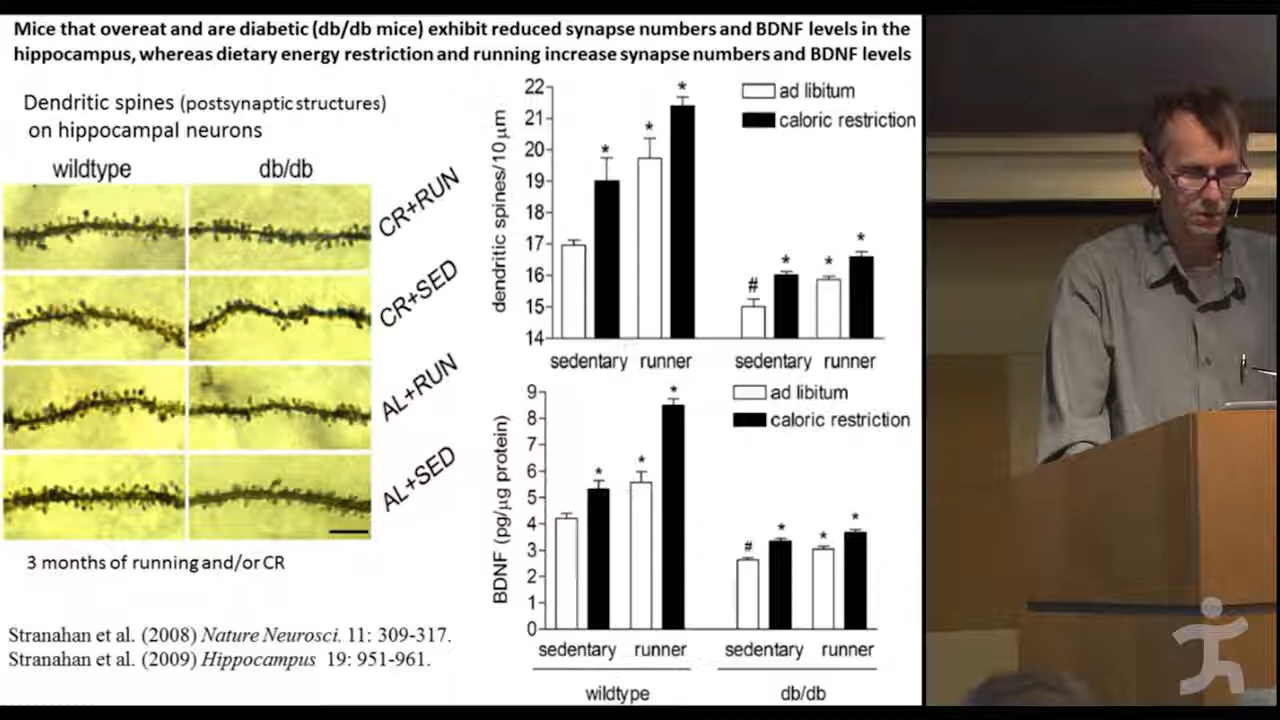 Mice that overeat and are diabetic (db/db mice) exhibit reduced synapse numbers and BDNF levels in the
hippocampus, whereas dietary energy restriction and running increase synapse numbers and BDNF levels
Dendritic spines (postsynaptic structures)
on hippocampal neurons
wildtype db/db
CR+RUN
CR+SED
AL+RUN
AL+SED
3 months of running and/or CR
Stranahan et al. (2008) Nature Neurosci. 11: 309-317.
Stranahan et al. (2009) Hippocampus 19: 951-961.
dendritic spines/10 μm
22
21
20
19
18
17
16
15
14
* * *
# * * *
ad libitum
caloric restriction
sedentary runner sedentary runner
BDNF (pg/μg protein)
9
8
7
6
5
4
3
2
1
0
* * *
# * * *
ad libitum
caloric restriction
sedentary runner sedentary runner
wildtype db/db